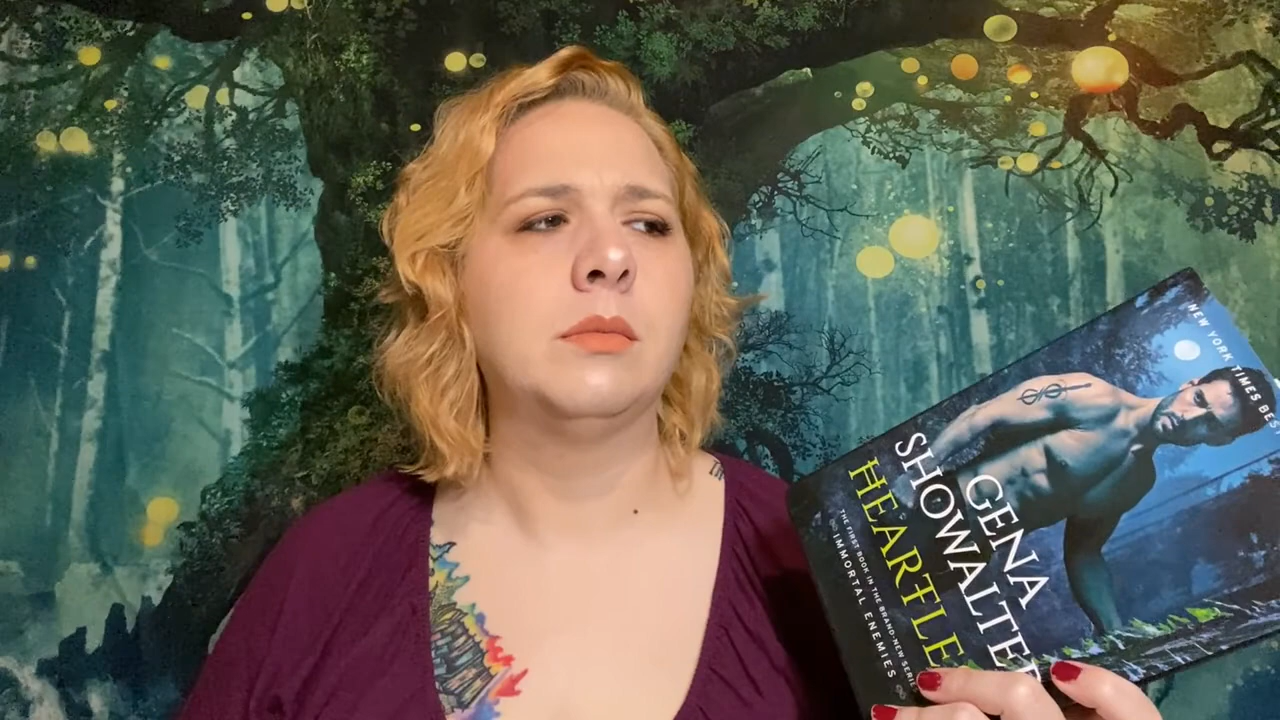 NEW YORK TIMES BES
GENA
SHOWALTER
HEARTLE
THE FIRST BOOK IN THE BRAND-NEW SERIES
IMMORTAL ENEMIES